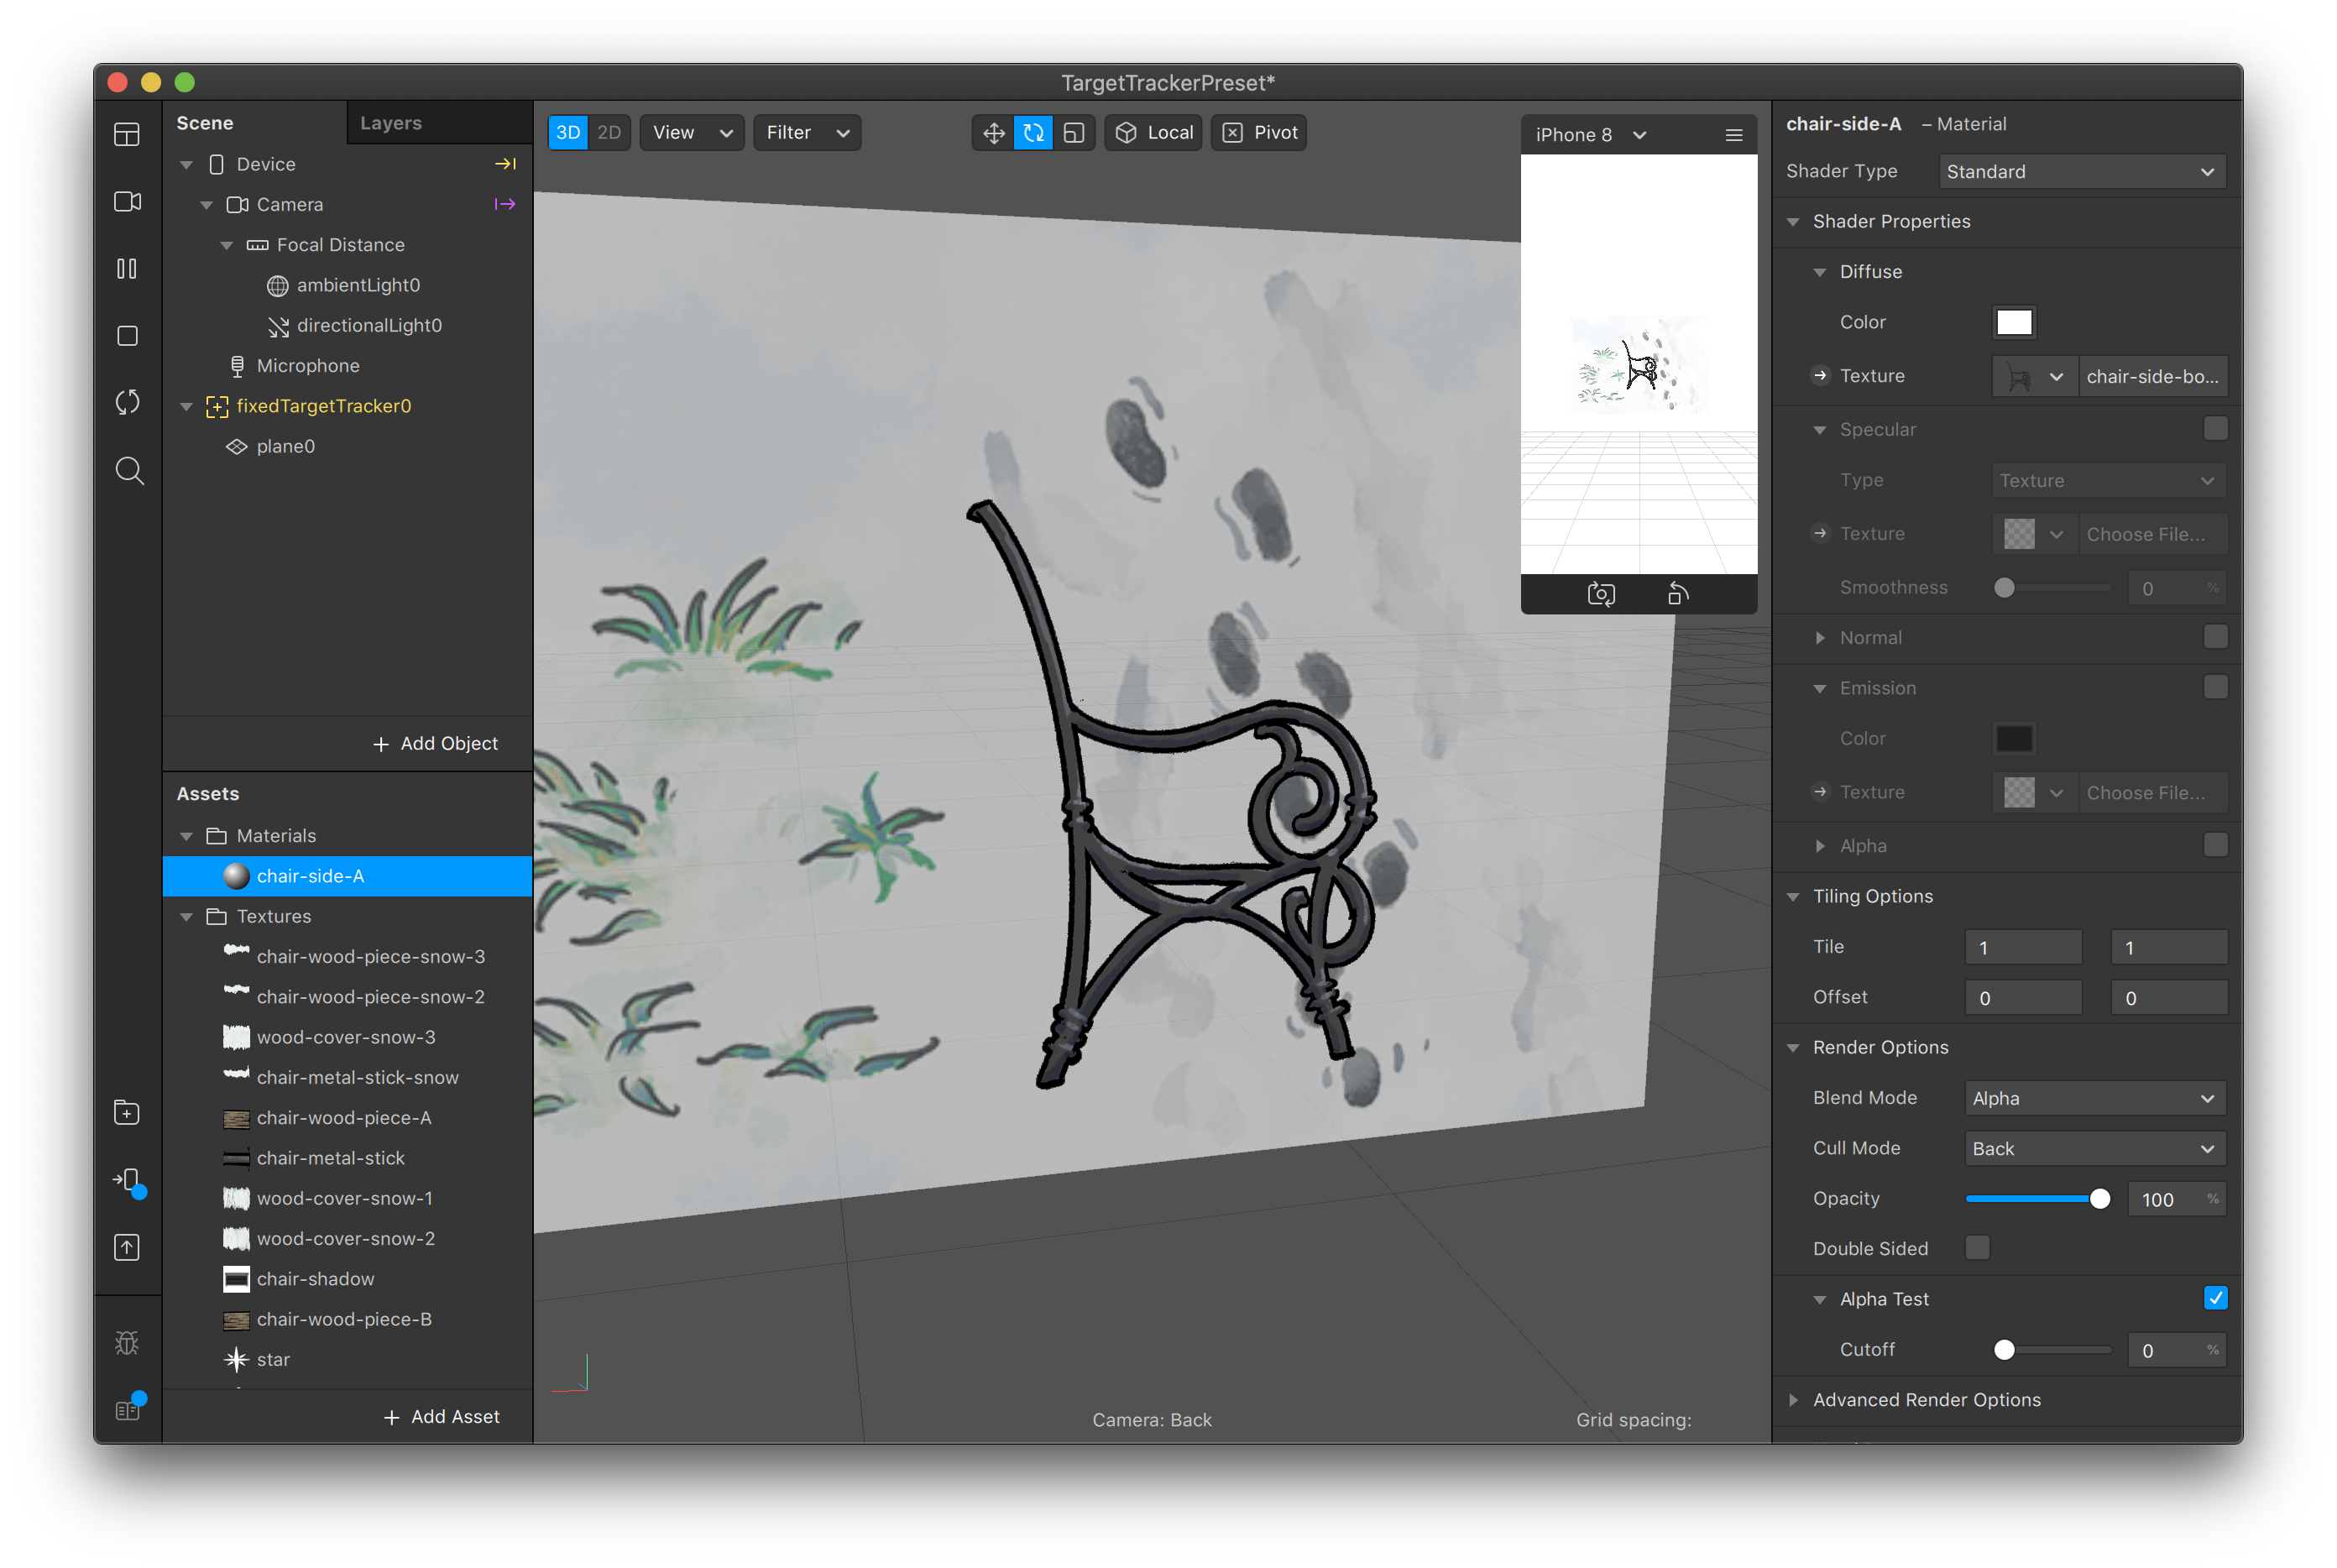 TargetTrackerPreset*
Scene
Layers
Device
Camera
Focal Distance
ambientLight0
directionalLight0
Microphone
fixedTargetTracker0
plane0
+ Add Object
Assets
Materials
chair-side-A
Textures
chair-wood-piece-snow-3
chair-wood-piece-snow-2
wood-cover-snow-3
chair-metal-stick-snow
chair-wood-piece-A
chair-metal-stick
wood-cover-snow-1
wood-cover-snow-2
chair-shadow
chair-wood-piece-B
star
+ Add Asset
3D 2D View Filter Local Pivot
iPhone 8
Camera: Back
Grid spacing:
chair-side-A – Material
Shader Type Standard
Shader Properties
Diffuse
Color
Texture chair-side-bo...
Specular
Type Texture
Texture Choose File...
Smoothness 0 %
Normal
Emission
Color
Texture Choose File...
Alpha
Tiling Options
Tile 1 1
Offset 0 0
Render Options
Blend Mode Alpha
Cull Mode Back
Opacity 100 %
Double Sided
Alpha Test
Cutoff 0 %
Advanced Render Options